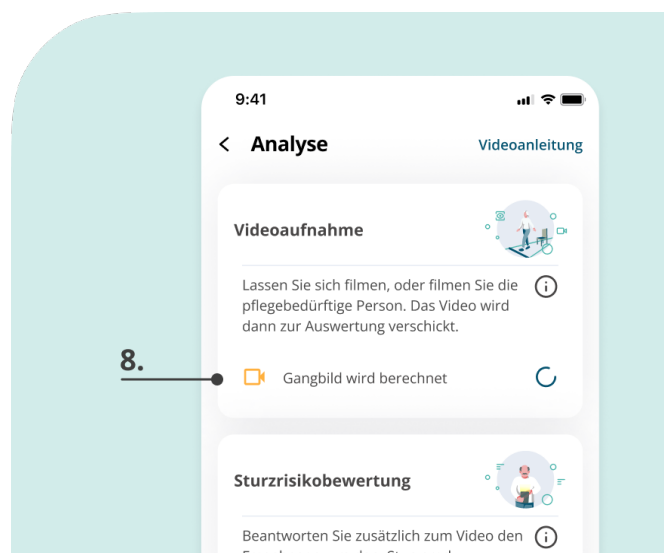 9:41
Analyse
Videoanleitung
Videoaufnahme
Lassen Sie sich filmen, oder filmen Sie die
pflegebedürftige Person. Das Video wird
dann zur Auswertung verschickt.
8.
Gangbild wird berechnet
Sturzrisikobewertung
Beantworten Sie zusätzlich zum Video den